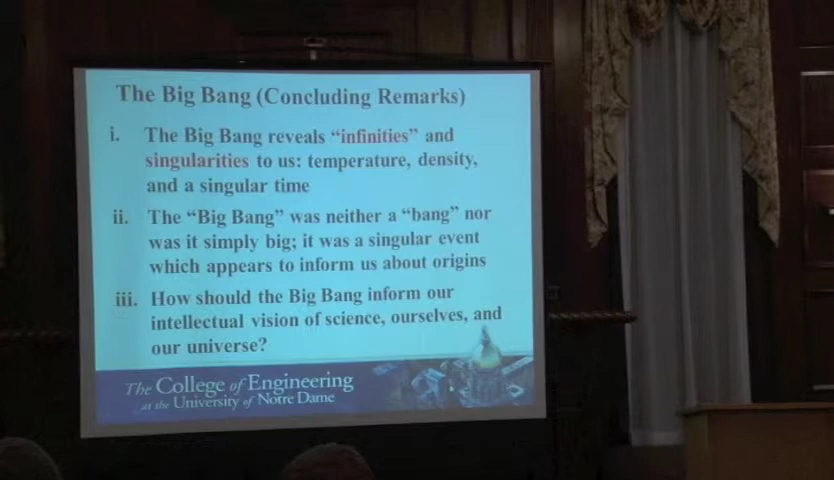 The Big Bang (Concluding Remarks)
i. The Big Bang reveals “infinities” and
singularities to us: temperature, density,
and a singular time
ii. The “Big Bang” was neither a “bang” nor
was it simply big; it was a singular event
which appears to inform us about origins
iii. How should the Big Bang inform our
intellectual vision of science, ourselves, and
our universe?
The College of Engineering
at the University of Notre Dame